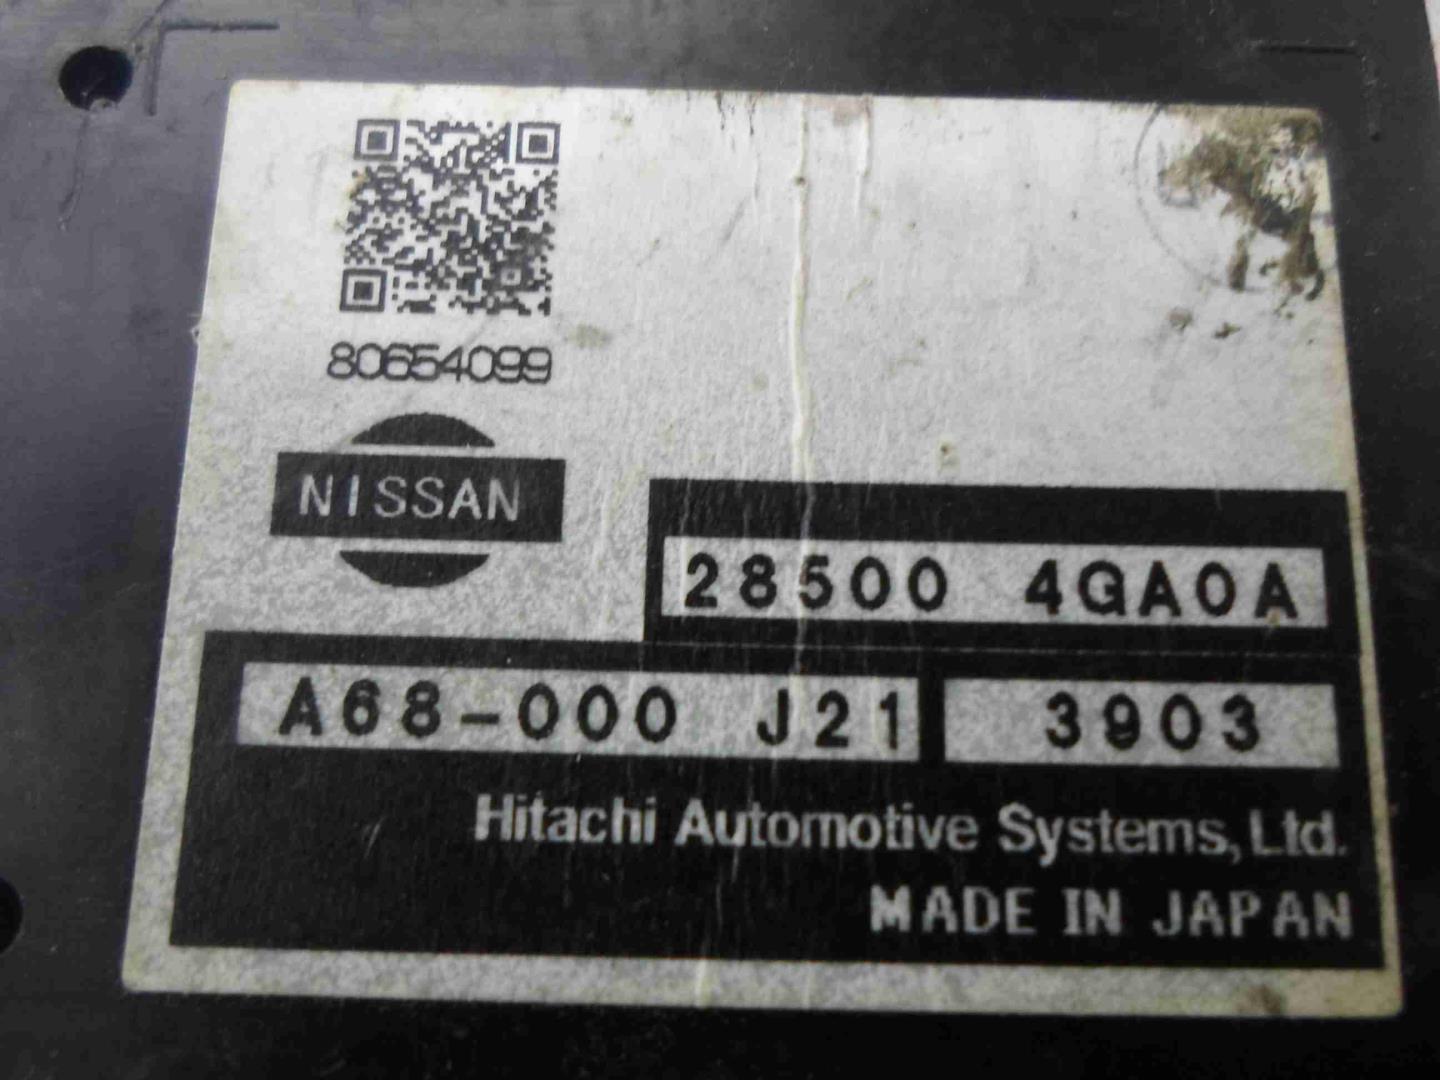 80654099
NISSAN
28500 4GA0A
A68-000 J21 3903
Hitachi Automotive Systems, Ltd.
MADE IN JAPAN